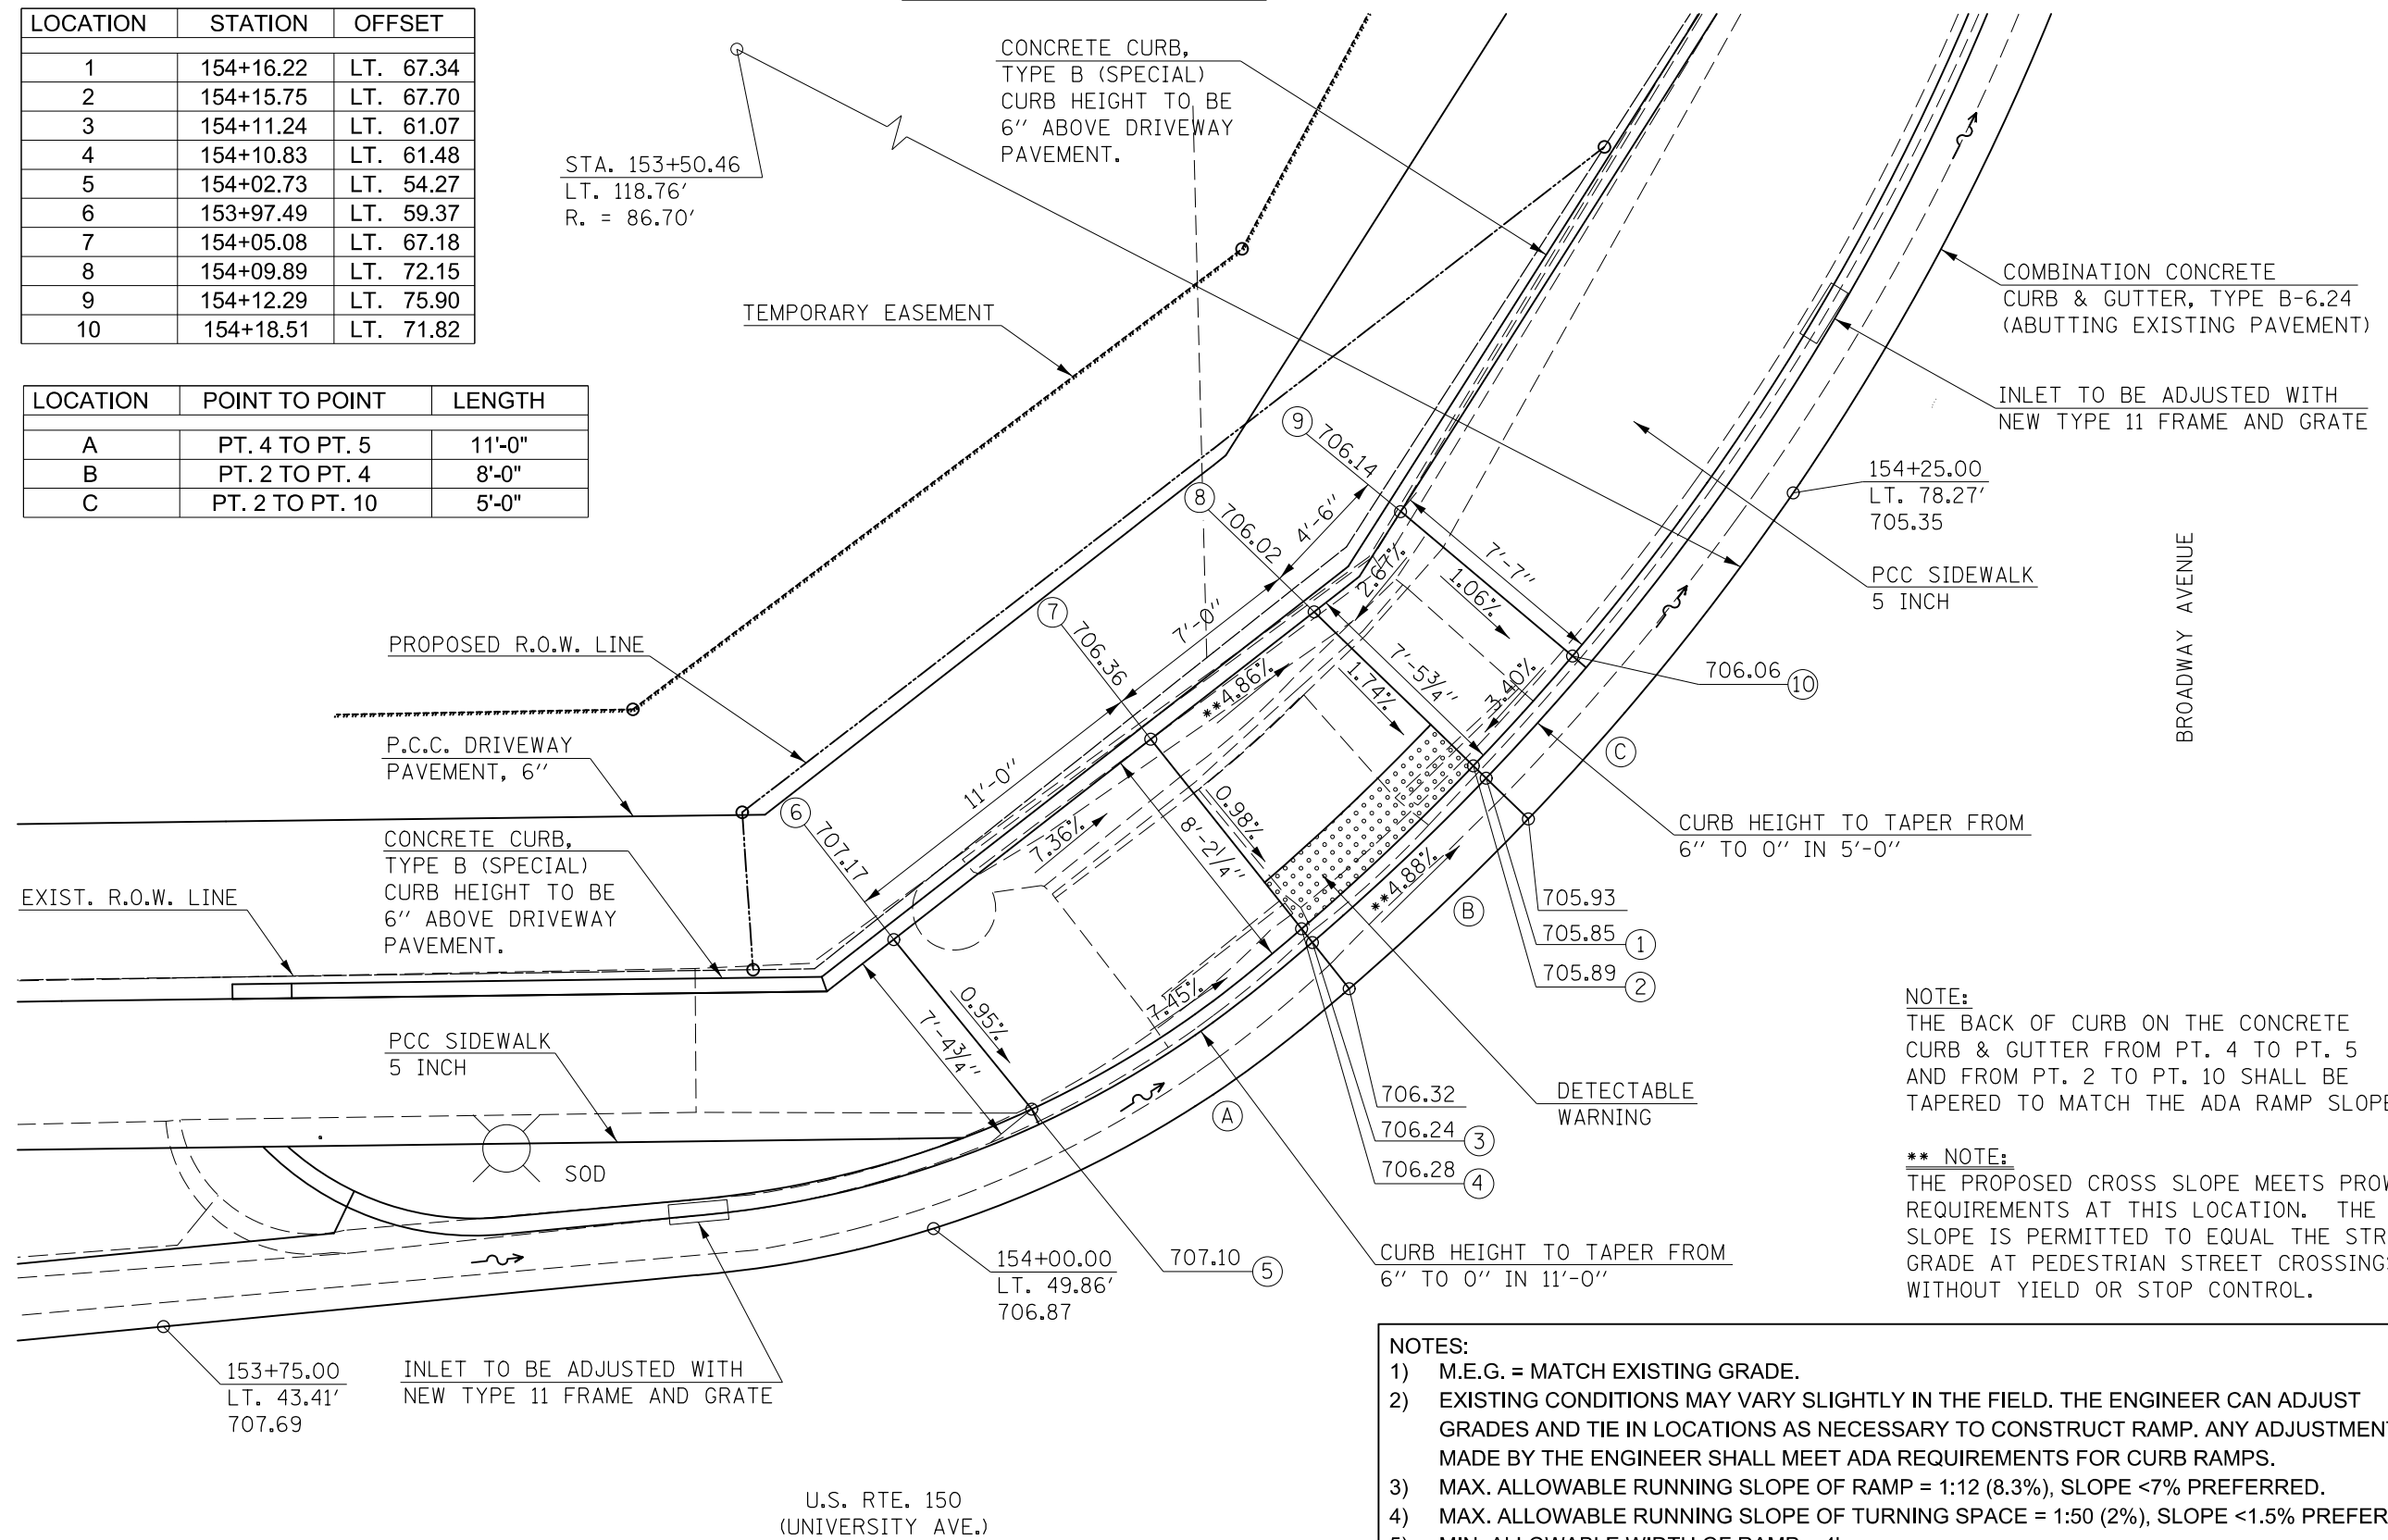 LOCATION STATION OFFSET
1 154+16.22 LT. 67.34
2 154+15.75 LT. 67.70
3 154+11.24 LT. 61.07
4 154+10.83 LT. 61.48
5 154+02.73 LT. 54.27
6 153+97.49 LT. 59.37
7 154+05.08 LT. 67.18
8 154+09.89 LT. 72.15
9 154+12.29 LT. 75.90
10 154+18.51 LT. 71.82
LOCATION POINT TO POINT LENGTH
A PT. 4 TO PT. 5 11'-0"
B PT. 2 TO PT. 4 8'-0"
C PT. 2 TO PT. 10 5'-0"
STA. 153+50.46
LT. 118.76'
R. = 86.70'
CONCRETE CURB,
TYPE B (SPECIAL)
CURB HEIGHT TO BE
6" ABOVE DRIVEWAY
PAVEMENT.
TEMPORARY EASEMENT
COMBINATION CONCRETE
CURB & GUTTER, TYPE B-6.24
(ABUTTING EXISTING PAVEMENT)
INLET TO BE ADJUSTED WITH
NEW TYPE 11 FRAME AND GRATE
154+25.00
LT. 78.27'
705.35
PCC SIDEWALK
5 INCH
BROADWAY AVENUE
9 706.14
8 706.02
4'-6"
2.67%
7'-7"
1.06%
7 706.36
7'-0"
**4.86%
7'-5 3/4"
1.74%
3.40%
706.06 10
C
PROPOSED R.O.W. LINE
P.C.C. DRIVEWAY
PAVEMENT, 6"
6 707.17
11'-0"
7.36%
0.98%
8'-2 1/4"
**4.88%
B
CURB HEIGHT TO TAPER FROM
6" TO 0" IN 5'-0"
CONCRETE CURB,
TYPE B (SPECIAL)
CURB HEIGHT TO BE
6" ABOVE DRIVEWAY
PAVEMENT.
EXIST. R.O.W. LINE
705.93
705.85 1
705.89 2
0.95%
7'-4 3/4"
7.45%
PCC SIDEWALK
5 INCH
SOD
A
706.32
706.24 3
706.28 4
DETECTABLE
WARNING
NOTE:
THE BACK OF CURB ON THE CONCRETE
CURB & GUTTER FROM PT. 4 TO PT. 5
AND FROM PT. 2 TO PT. 10 SHALL BE
TAPERED TO MATCH THE ADA RAMP SLOPE
** NOTE:
THE PROPOSED CROSS SLOPE MEETS PROW
REQUIREMENTS AT THIS LOCATION. THE
SLOPE IS PERMITTED TO EQUAL THE STR
GRADE AT PEDESTRIAN STREET CROSSINGS
WITHOUT YIELD OR STOP CONTROL.
154+00.00
LT. 49.86'
706.87
707.10 5
CURB HEIGHT TO TAPER FROM
6" TO 0" IN 11'-0"
153+75.00
LT. 43.41'
707.69
INLET TO BE ADJUSTED WITH
NEW TYPE 11 FRAME AND GRATE
U.S. RTE. 150
(UNIVERSITY AVE.)
NOTES:
1) M.E.G. = MATCH EXISTING GRADE.
2) EXISTING CONDITIONS MAY VARY SLIGHTLY IN THE FIELD. THE ENGINEER CAN ADJUST
GRADES AND TIE IN LOCATIONS AS NECESSARY TO CONSTRUCT RAMP. ANY ADJUSTMENT
MADE BY THE ENGINEER SHALL MEET ADA REQUIREMENTS FOR CURB RAMPS.
3) MAX. ALLOWABLE RUNNING SLOPE OF RAMP = 1:12 (8.3%), SLOPE <7% PREFERRED.
4) MAX. ALLOWABLE RUNNING SLOPE OF TURNING SPACE = 1:50 (2%), SLOPE <1.5% PREFER